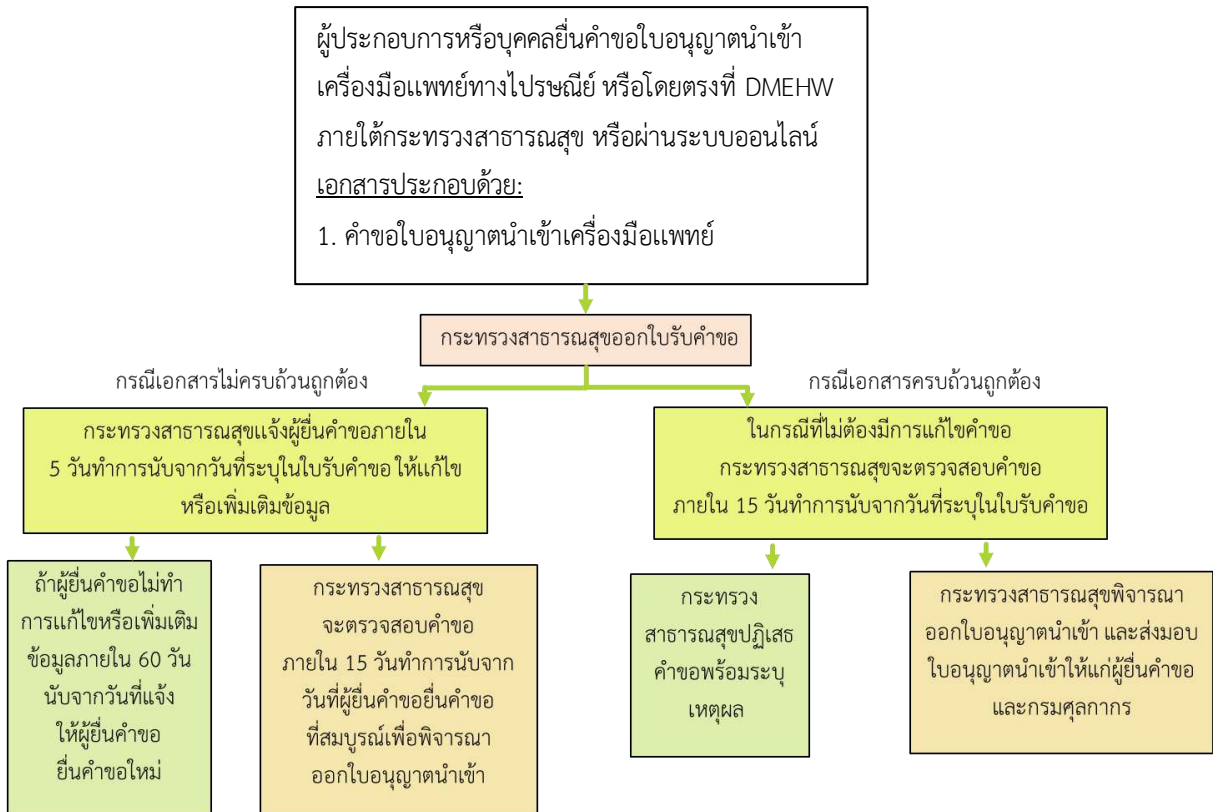 ผู้ประกอบการหรือบุคคลยื่นคำขอใบอนุญาตนำเข้า
เครื่องมือแพทย์ทางไปรษณีย์ หรือโดยตรงที่ DMEHW
ภายใต้กระทรวงสาธารณสุข หรือผ่านระบบออนไลน์
เอกสารประกอบด้วย:
1. คำขอใบอนุญาตนำเข้าเครื่องมือแพทย์
กระทรวงสาธารณสุขออกใบรับคำขอ
กรณีเอกสารไม่ครบถ้วนถูกต้อง
กระทรวงสาธารณสุขแจ้งผู้ยื่นคำขอภายใน
5 วันทำการนับจากวันที่ระบุในใบรับคำขอ ให้แก้ไข
หรือเพิ่มเติมข้อมูล
ถ้าผู้ยื่นคำขอไม่ทำ
การแก้ไขหรือเพิ่มเติม
ข้อมูลภายใน 60 วัน
นับจากวันที่แจ้ง
ให้ผู้ยื่นคำขอ
ยื่นคำขอใหม่
กระทรวงสาธารณสุข
จะตรวจสอบคำขอ
ภายใน 15 วันทำการนับจาก
วันที่ผู้ยื่นคำขอยื่นคำขอ
ที่สมบูรณ์เพื่อพิจารณา
ออกใบอนุญาตนำเข้า
กรณีเอกสารครบถ้วนถูกต้อง
ในกรณีที่ไม่ต้องมีการแก้ไขคำขอ
กระทรวงสาธารณสุขจะตรวจสอบคำขอ
ภายใน 15 วันทำการนับจากวันที่ระบุในใบรับคำขอ
กระทรวง
สาธารณสุขปฏิเสธ
คำขอพร้อมระบุ
เหตุผล
กระทรวงสาธารณสุขพิจารณา
ออกใบอนุญาตนำเข้า และส่งมอบ
ใบอนุญาตนำเข้าให้แก่ผู้ยื่นคำขอ
และกรมศุลกากร